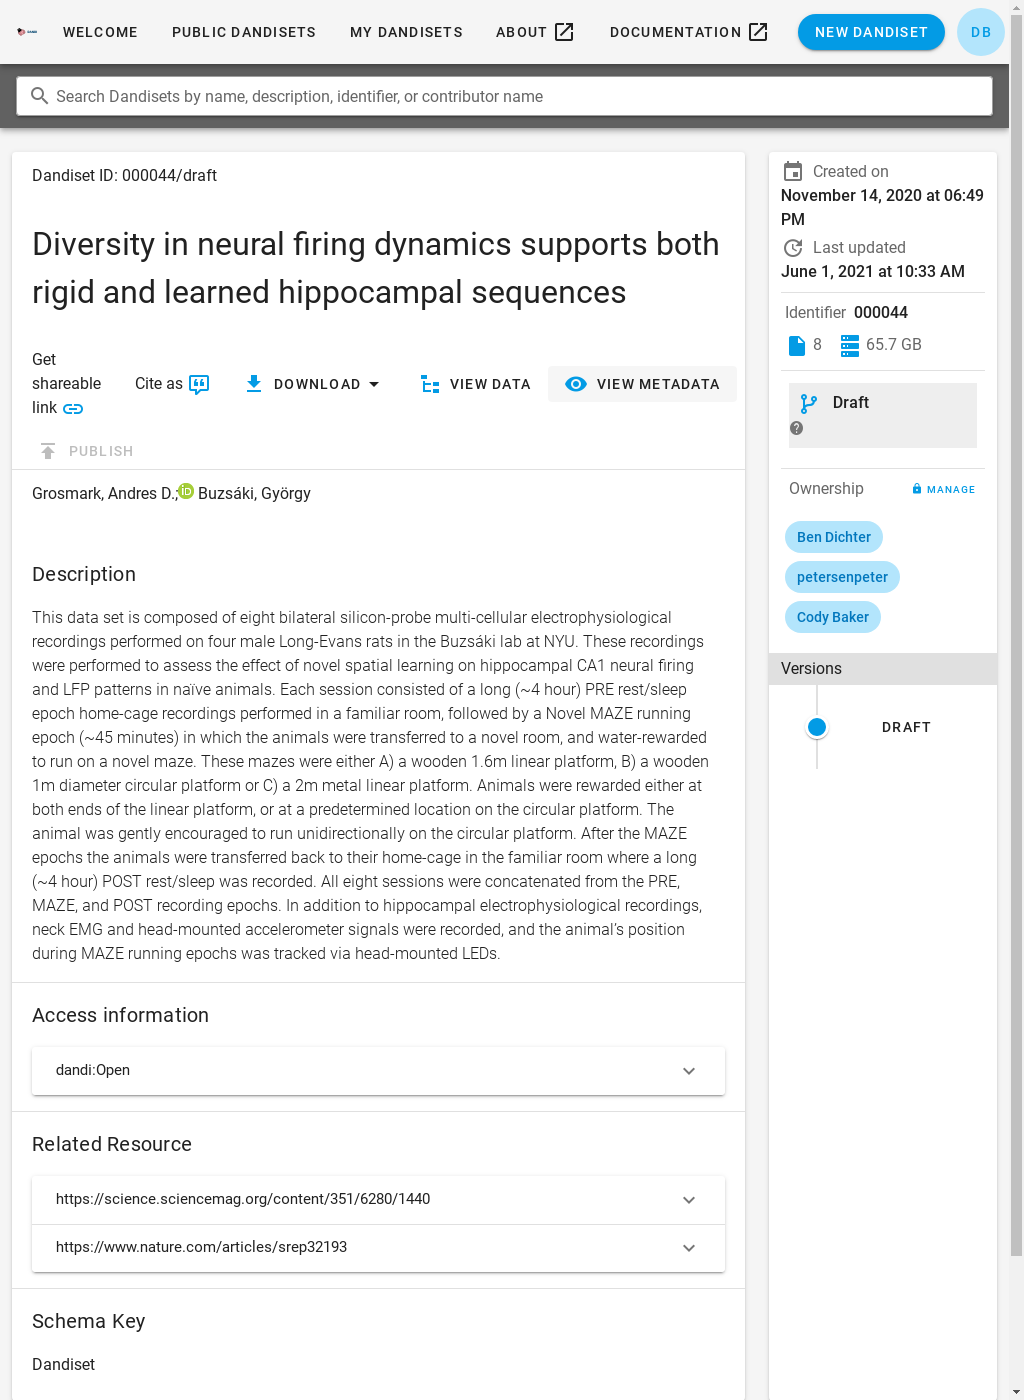 WELCOME PUBLIC DANDISETS MY DANDISETS ABOUT DOCUMENTATION NEW DANDISET DB
Search Dandisets by name, description, identifier, or contributor name
Dandiset ID: 000044/draft
Diversity in neural firing dynamics supports both
rigid and learned hippocampal sequences
Get
shareable
link
Cite as
DOWNLOAD
VIEW DATA
VIEW METADATA
PUBLISH
Grosmark, Andres D.; Buzsáki, György
Description
This data set is composed of eight bilateral silicon-probe multi-cellular electrophysiological
recordings performed on four male Long-Evans rats in the Buzsáki lab at NYU. These recordings
were performed to assess the effect of novel spatial learning on hippocampal CA1 neural firing
and LFP patterns in naïve animals. Each session consisted of a long (~4 hour) PRE rest/sleep
epoch home-cage recordings performed in a familiar room, followed by a Novel MAZE running
epoch (~45 minutes) in which the animals were transferred to a novel room, and water-rewarded
to run on a novel maze. These mazes were either A) a wooden 1.6m linear platform, B) a wooden
1m diameter circular platform or C) a 2m metal linear platform. Animals were rewarded either at
both ends of the linear platform, or at a predetermined location on the circular platform. The
animal was gently encouraged to run unidirectionally on the circular platform. After the MAZE
epochs the animals were transferred back to their home-cage in the familiar room where a long
(~4 hour) POST rest/sleep was recorded. All eight sessions were concatenated from the PRE,
MAZE, and POST recording epochs. In addition to hippocampal electrophysiological recordings,
neck EMG and head-mounted accelerometer signals were recorded, and the animal's position
during MAZE running epochs was tracked via head-mounted LEDs.
Access information
dandi:Open
Related Resource
https://science.sciencemag.org/content/351/6280/1440
https://www.nature.com/articles/srep32193
Schema Key
Dandiset
Created on
November 14, 2020 at 06:49
PM
Last updated
June 1, 2021 at 10:33 AM
Identifier 000044
8 65.7 GB
Draft
Ownership MANAGE
Ben Dichter
petersenpeter
Cody Baker
Versions
DRAFT